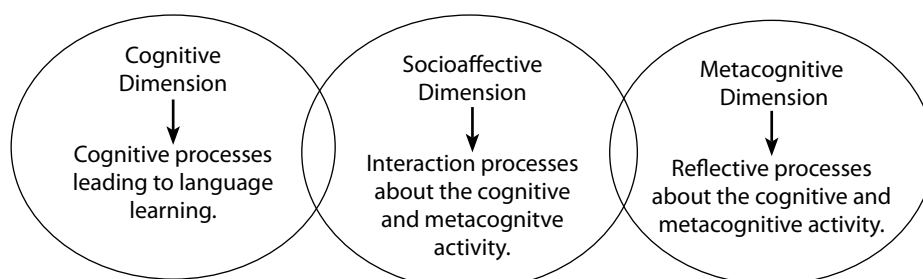 Cognitive
Dimension
Cognitive processes
leading to language
learning.
Socioaffective
Dimension
Interaction processes
about the cognitive
and metacognitve
activity.
Metacognitive
Dimension
Reflective processes
about the cognitive and
metacognitive activity.